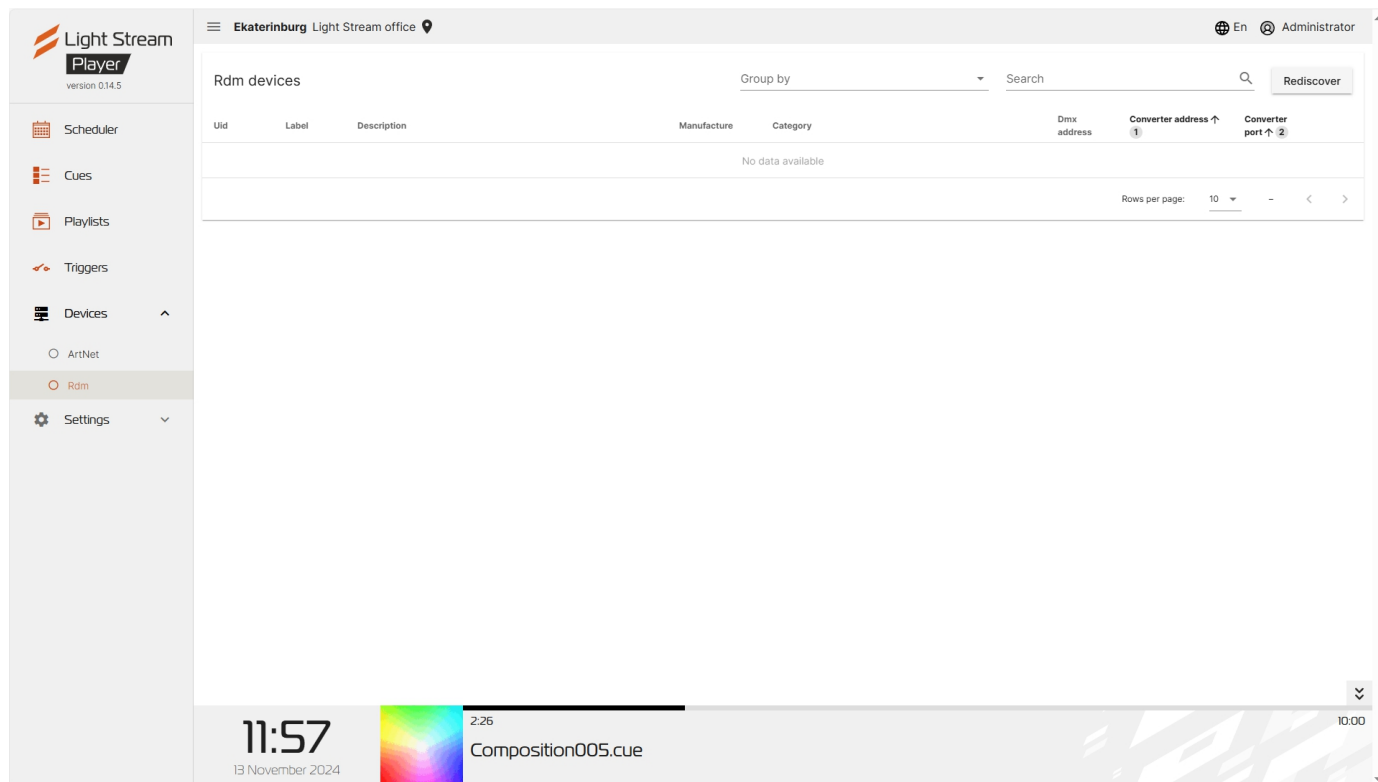 Light Stream
Player
version 0.14.5
Ekaterinburg Light Stream office
En Administrator
Scheduler
Cues
Playlists
Triggers
Devices
ArtNet
Rdm
Settings
Rdm devices
Group by
Search
Rediscover
Uid Label Description Manufacture Category Dmx address Converter address 1 Converter port 2
No data available
Rows per page: 10 –
11:57
13 November 2024
2:26
10:00
Composition005.cue